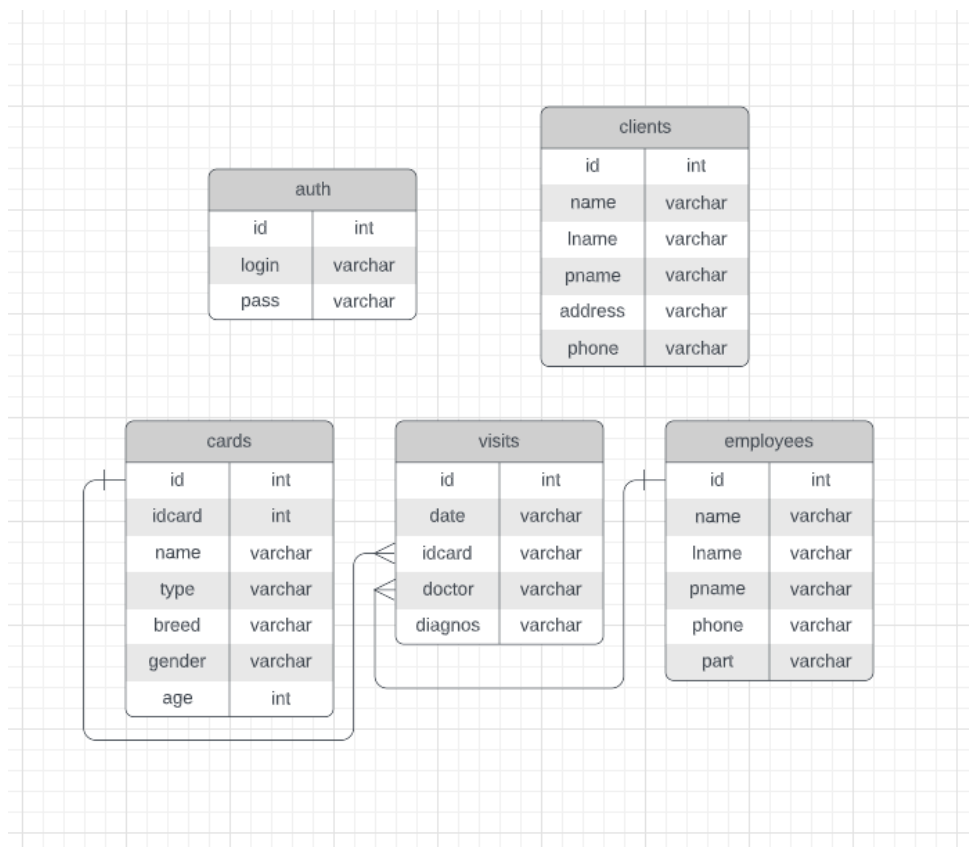 clients
id int
name varchar
lname varchar
pname varchar
address varchar
phone varchar
auth
id int
login varchar
pass varchar
cards
id int
idcard int
name varchar
type varchar
breed varchar
gender varchar
age int
visits
id int
date varchar
idcard varchar
doctor varchar
diagnos varchar
employees
id int
name varchar
lname varchar
pname varchar
phone varchar
part varchar